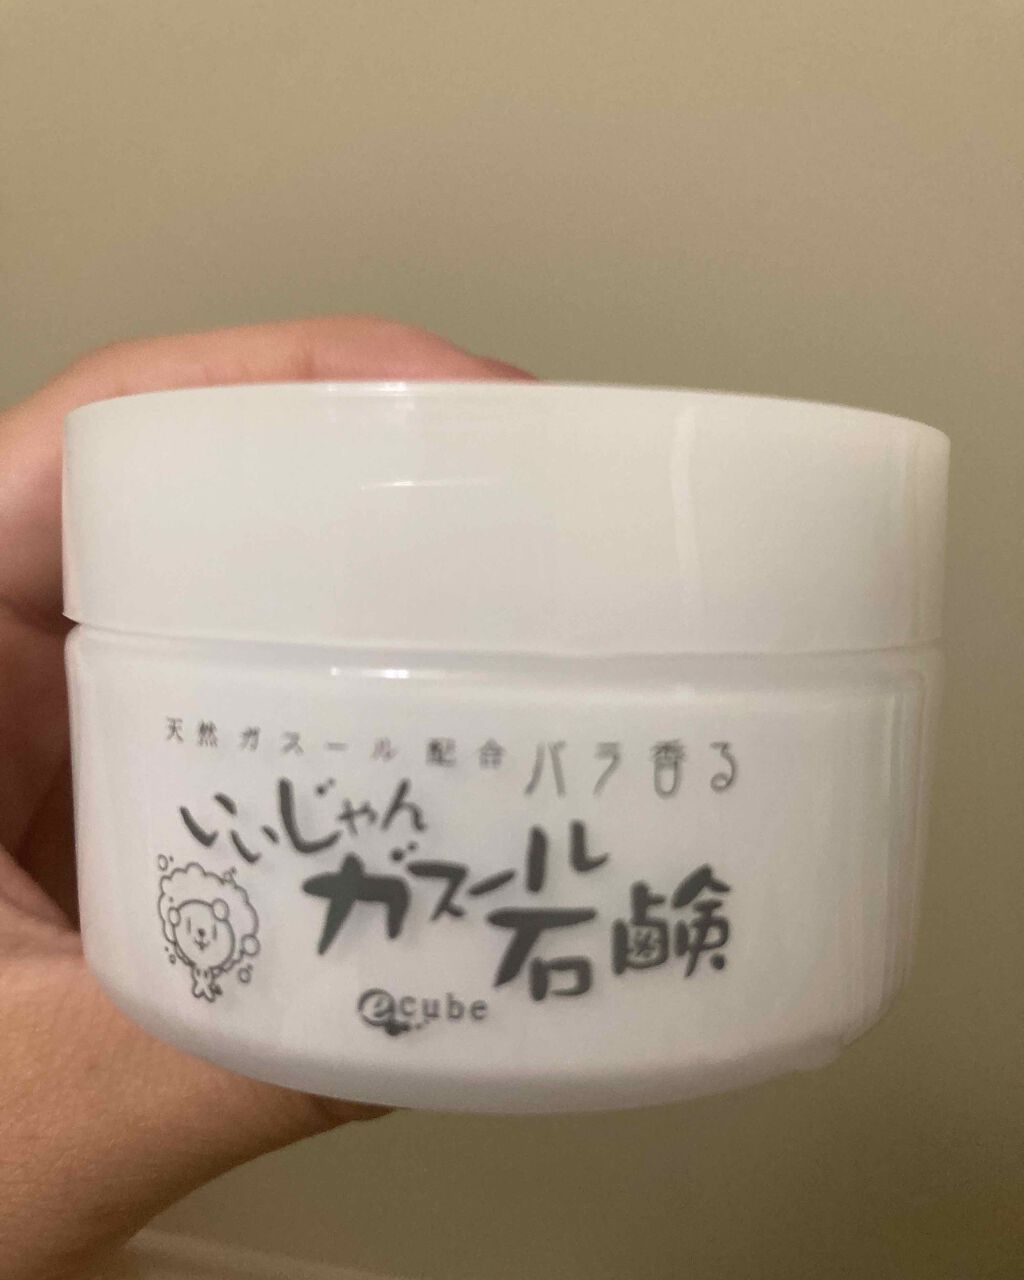 天然ガスール配合 バラ香る
いいじゃん
ガスール
石鹸
ecube